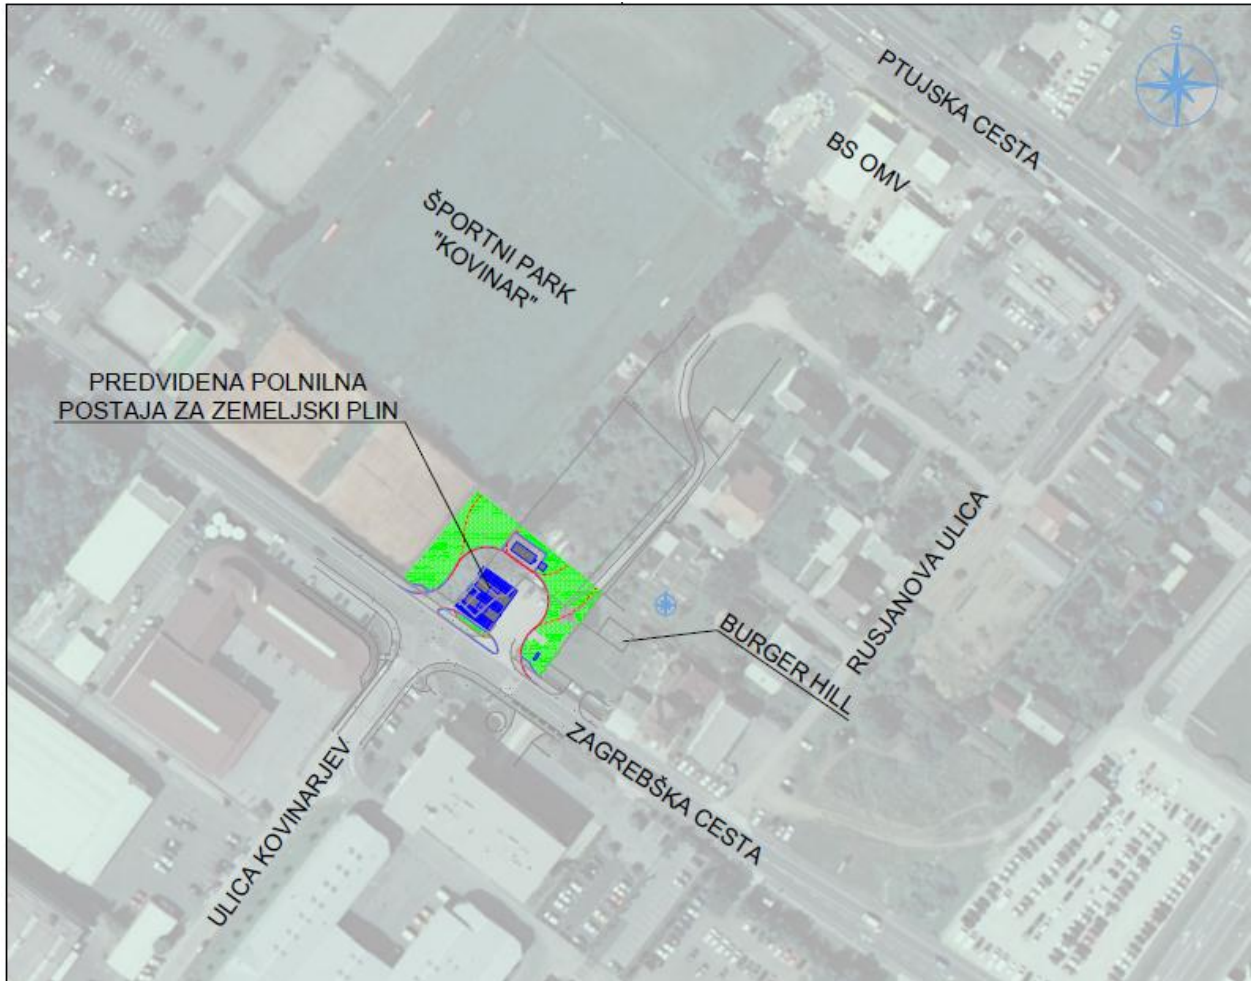 S
PTUJSKA CESTA
BS OMV
ŠPORTNI PARK
"KOVINAR"
PREDVIDENA POLNILNA
POSTAJA ZA ZEMELJSKI PLIN
RUSJANOVA ULICA
BURGER HILL
ZAGREBŠKA CESTA
ULICA KOVINARJEV